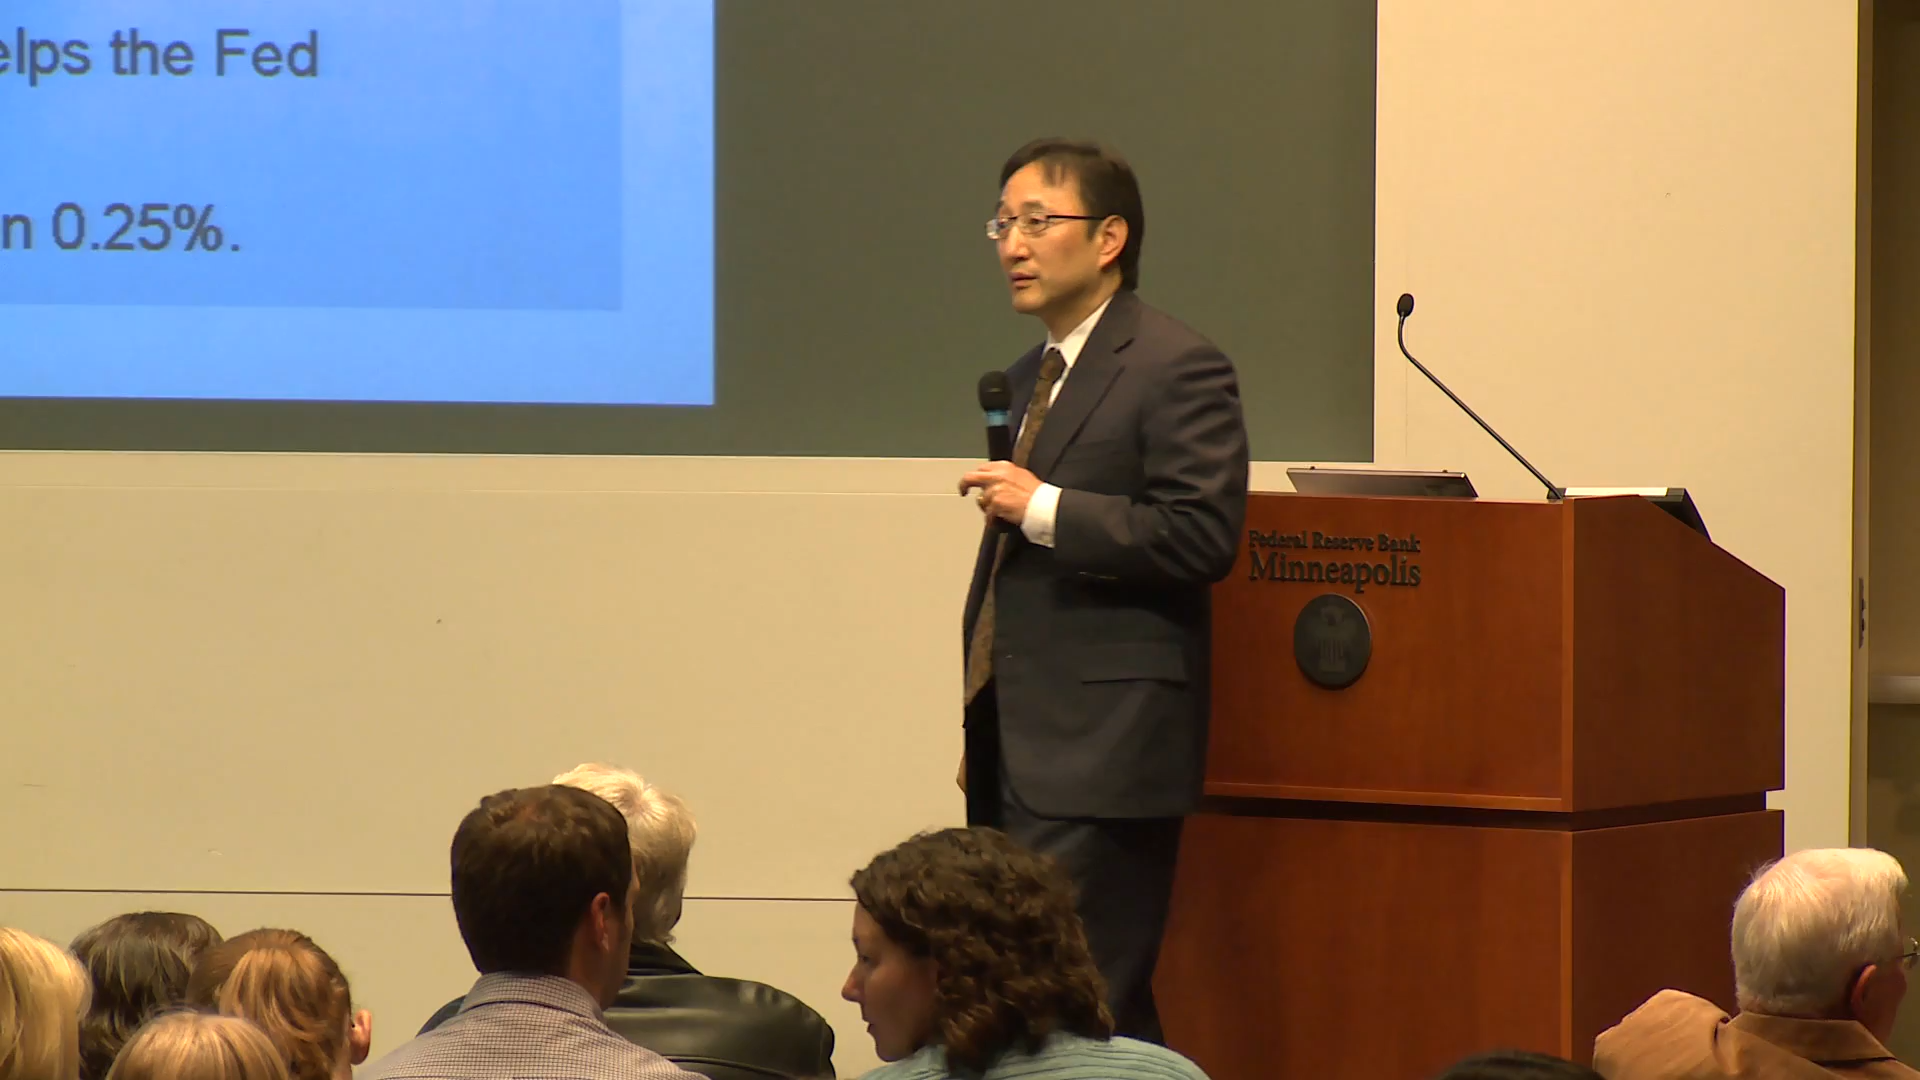 elps the Fed
n 0.25%.
Federal Reserve Bank
Minneapolis